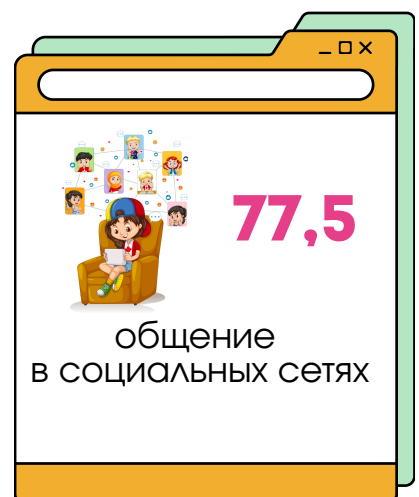 77,5
общение
в социальных сетях